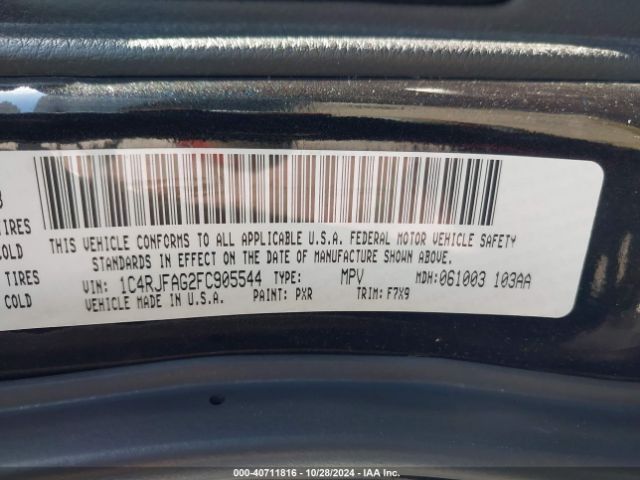 3
TIRES
COLD
TIRES
COLD
THIS VEHICLE CONFORMS TO ALL APPLICABLE U.S.A. FEDERAL MOTOR VEHICLE SAFETY
STANDARDS IN EFFECT ON THE DATE OF MANUFACTURE SHOWN ABOVE.
VIN: 1C4RJFAG2FC905544 TYPE: MPV MDH:061003 103AA
VEHICLE MADE IN U.S.A. PAINT: PXR TRIM: F7X9
000-40711816 | 10/28/2024 | IAA Inc.